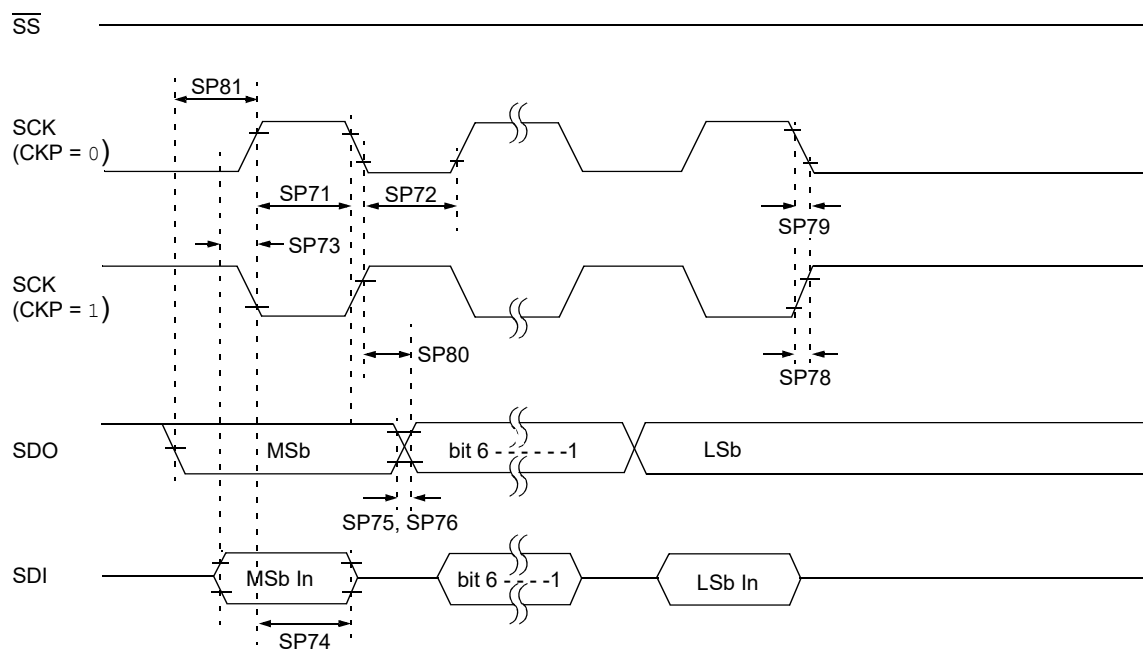 SS
SP81
SCK
(CKP = 0)
SP71
SP72
SP79
SP73
SCK
(CKP = 1)
SP80
SP78
SDO
MSb
bit 6 - - - - - - -1
LSb
SP75, SP76
SDI
MSb In
bit 6 - - - - - -1
LSb In
SP74